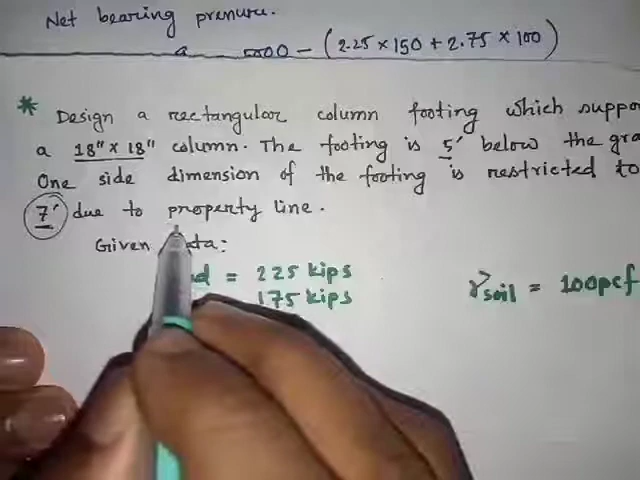 Net bearing pressure.
5000 - (2.25 x 150 + 2.75 x 100)
* Design a rectangular column footing which suppo
a 18" x 18" column. The footing is 5' below the gra
One side dimension of the footing is restricted to
7' due to property line.
Given data:
= 225 kips
175 kips
γsoil = 100pcf